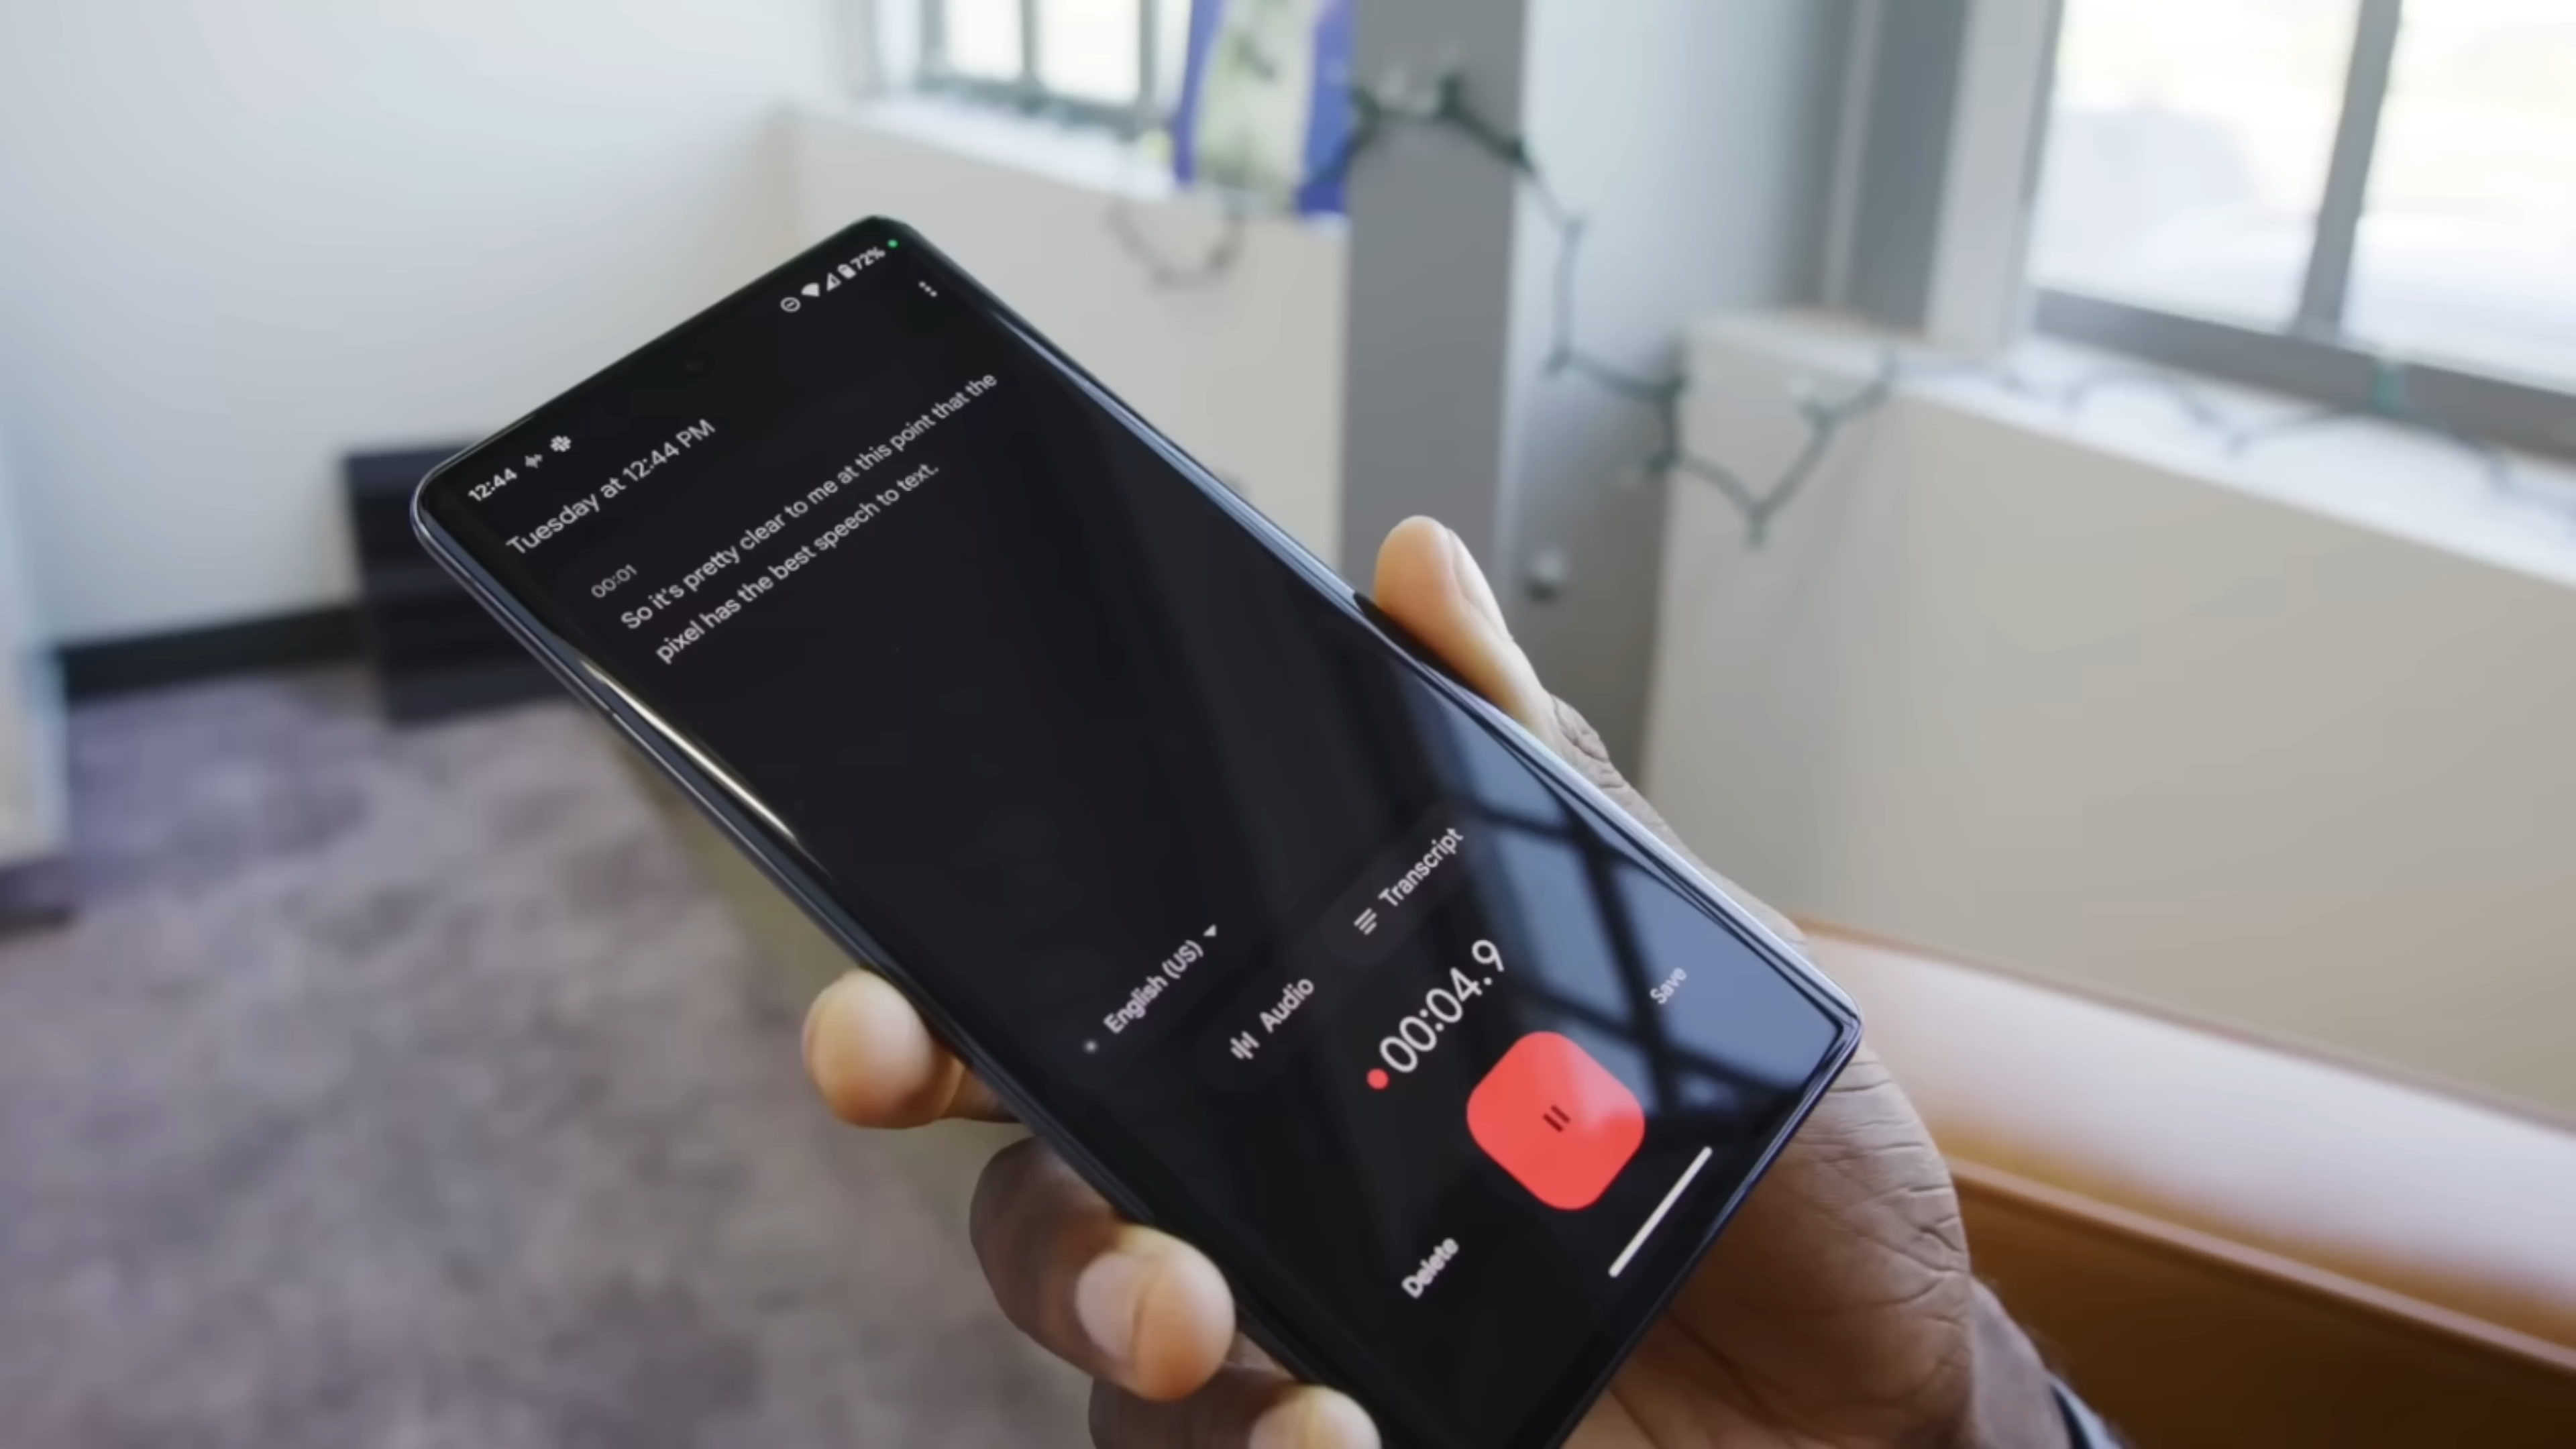 12:44
72%
Tuesday at 12:44 PM
00:01
So it's pretty clear to me at this point that the
pixel has the best speech to text.
English (US)
Audio
Transcript
00:04.9
Delete
Save